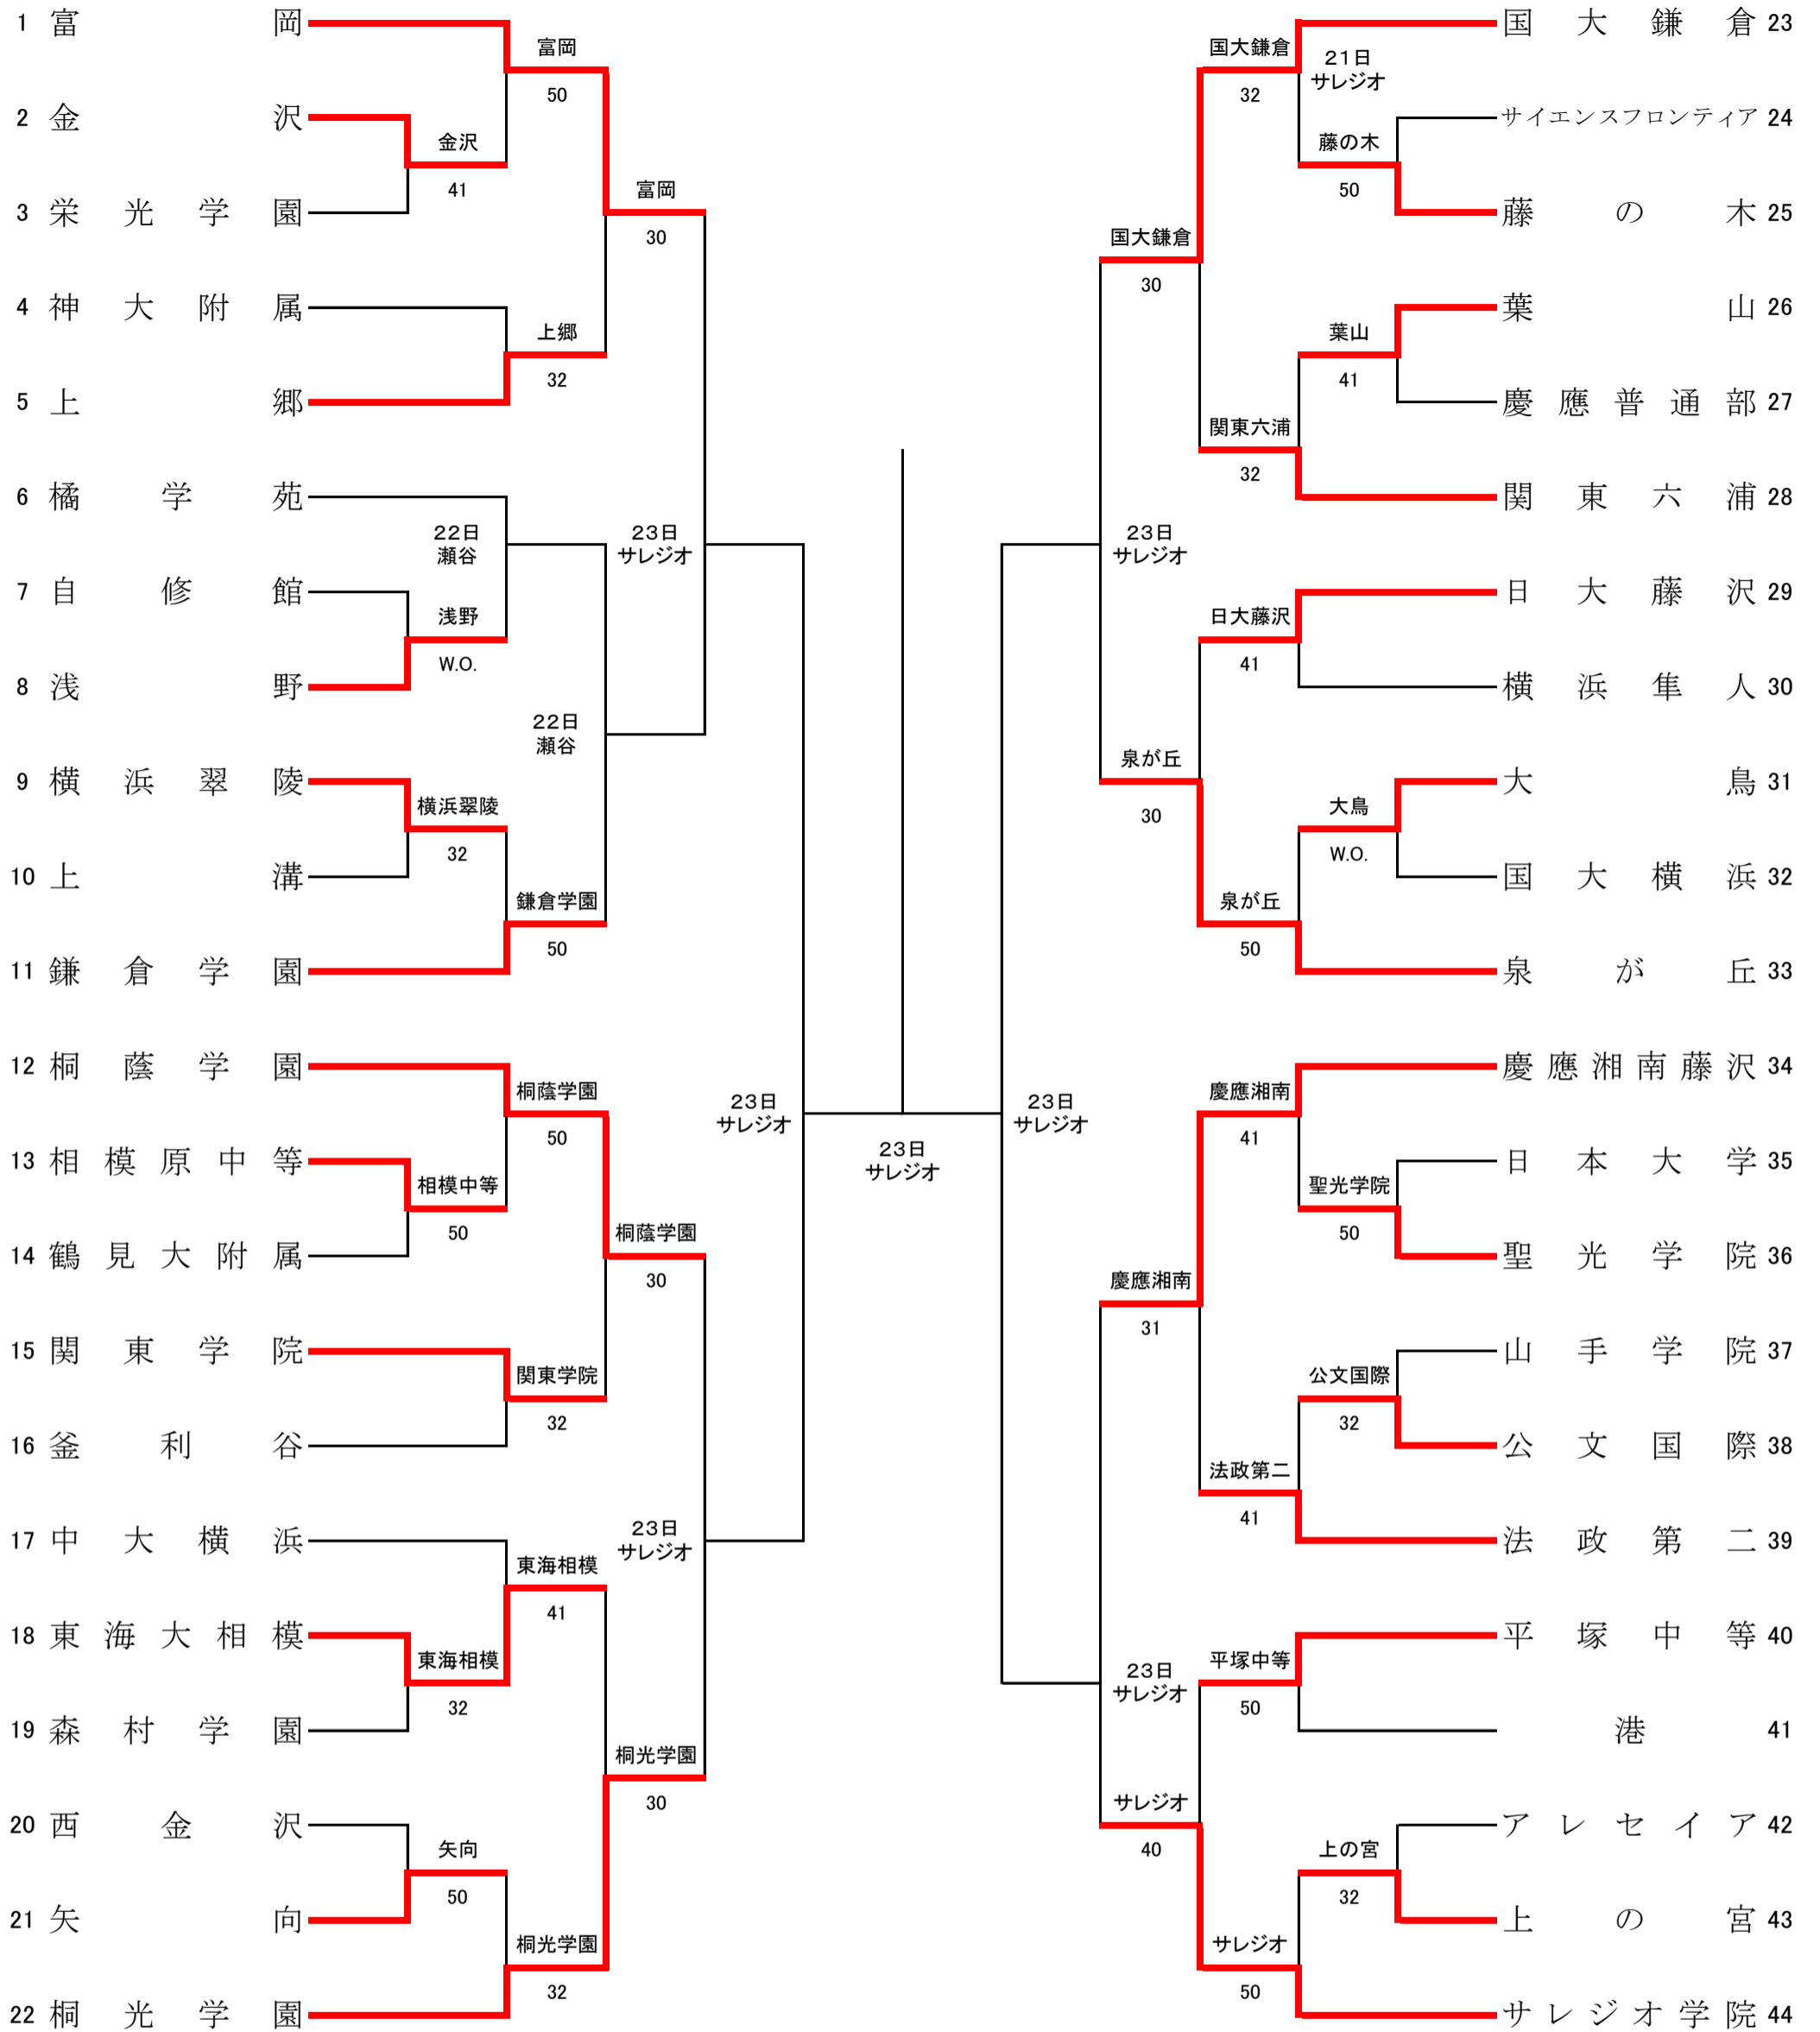 1 富岡
2 金沢
3 栄光学園
4 神大附属
5 上郷
6 橘学苑
7 自修館
8 浅野
9 横浜翠陵
10 上溝
11 鎌倉学園
12 桐蔭学園
13 相模原中等
14 鶴見大附属
15 関東学院
16 釜利谷
17 中大横浜
18 東海大相模
19 森村学園
20 西金沢
21 矢向
22 桐光学園
金沢
41
浅野
W.O.
横浜翠陵
32
相模中等
50
東海相模
32
矢向
50
富岡
50
上郷
32
22日
瀬谷
鎌倉学園
50
桐蔭学園
50
関東学院
32
東海相模
41
桐光学園
32
富岡
30
22日
瀬谷
桐蔭学園
30
桐光学園
30
23日
サレジオ
23日
サレジオ
23日
サレジオ
23日
サレジオ
23日
サレジオ
23日
サレジオ
23日
サレジオ
国大鎌倉
30
泉が丘
30
慶應湘南
31
サレジオ
40
国大鎌倉
32
関東六浦
32
日大藤沢
41
泉が丘
50
慶應湘南
41
法政第二
41
平塚中等
50
サレジオ
50
21日
サレジオ
藤の木
50
葉山
41
大鳥
W.O.
聖光学院
50
公文国際
32
上の宮
32
国大鎌倉 23
サイエンスフロンティア 24
藤の木 25
葉山 26
慶應普通部 27
関東六浦 28
日大藤沢 29
横浜隼人 30
大鳥 31
国大横浜 32
泉が丘 33
慶應湘南藤沢 34
日本大学 35
聖光学院 36
山手学院 37
公文国際 38
法政第二 39
平塚中等 40
港 41
アレセイア 42
上の宮 43
サレジオ学院 44